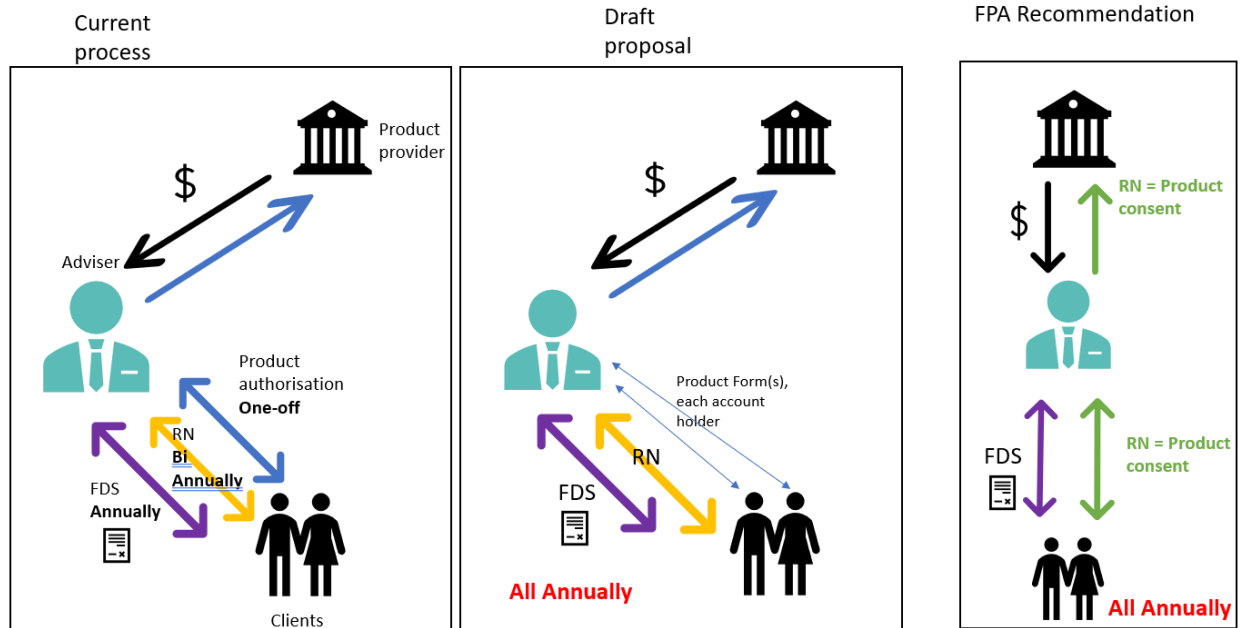 Current
process
Product
provider
$
Adviser
Product
authorisation
One-off
RN
Bi
Annually
FDS
Annually
Clients
Draft
proposal
$
Product Form(s),
each account
holder
RN
FDS
All Annually
FPA Recommendation
RN = Product
consent
$
RN = Product
consent
FDS
All Annually